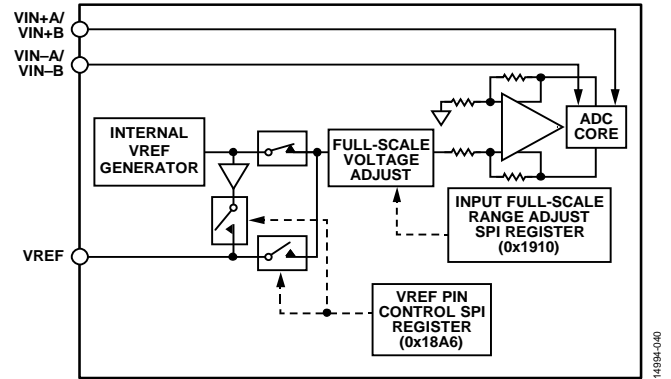 VIN+A/
VIN+B
VIN–A/
VIN–B
INTERNAL
VREF
GENERATOR
FULL-SCALE
VOLTAGE
ADJUST
ADC
CORE
INPUT FULL-SCALE
RANGE ADJUST
SPI REGISTER
(0x1910)
VREF
VREF PIN
CONTROL SPI
REGISTER
(0x18A6)
14994-040